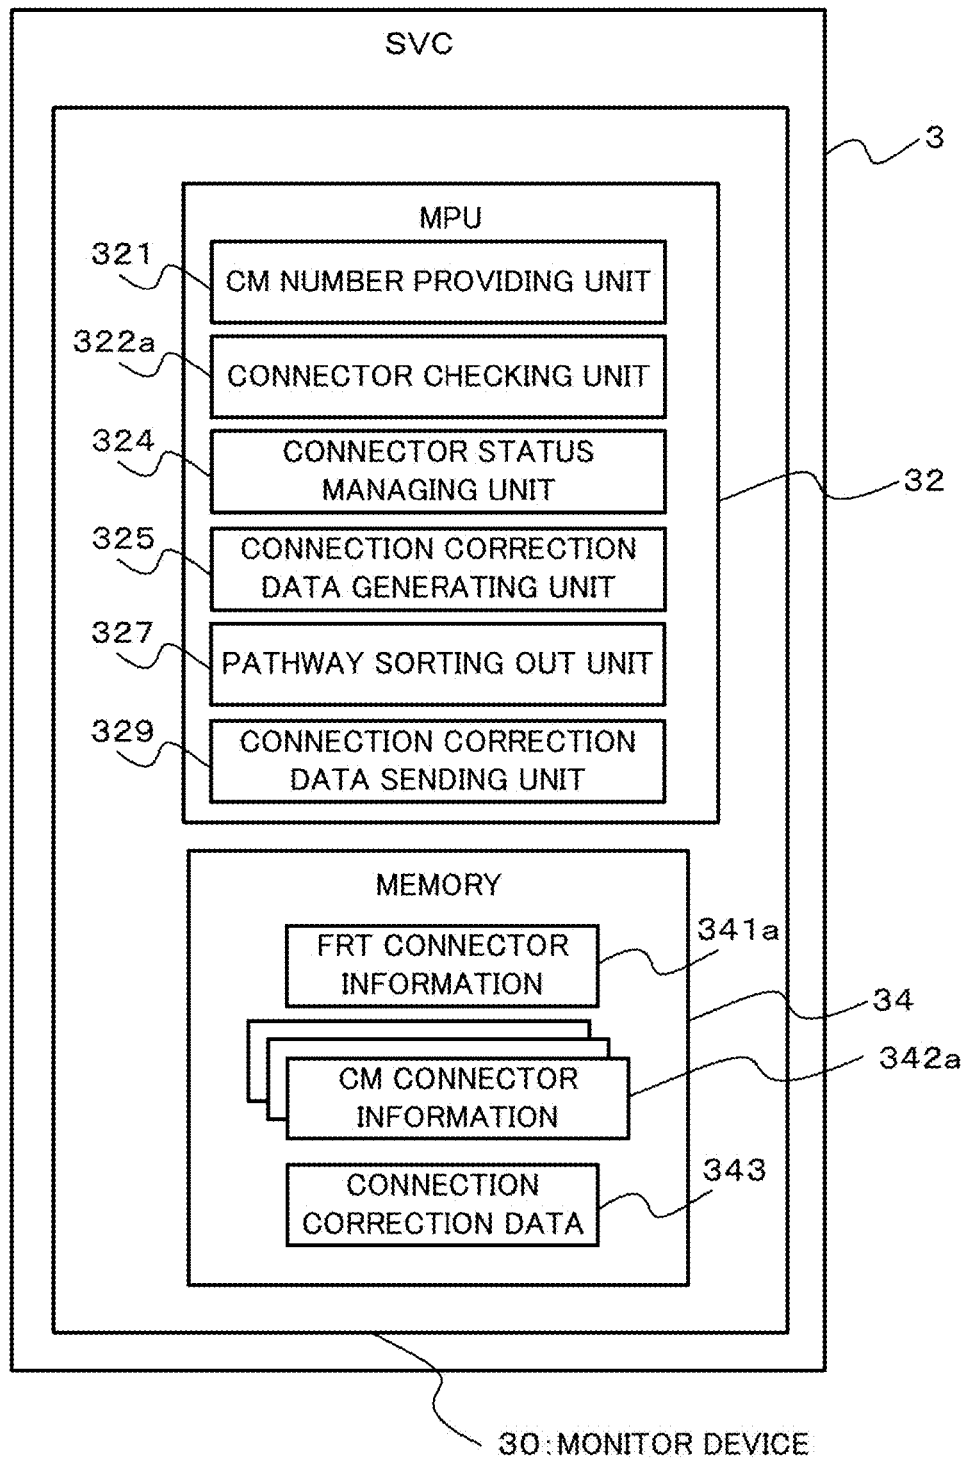 SVC
3
MPU
321
CM NUMBER PROVIDING UNIT
322a
CONNECTOR CHECKING UNIT
324
CONNECTOR STATUS
MANAGING UNIT
32
325
CONNECTION CORRECTION
DATA GENERATING UNIT
327
PATHWAY SORTING OUT UNIT
329
CONNECTION CORRECTION
DATA SENDING UNIT
MEMORY
341a
FRT CONNECTOR
INFORMATION
34
342a
CM CONNECTOR
INFORMATION
343
CONNECTION
CORRECTION DATA
30:MONITOR DEVICE